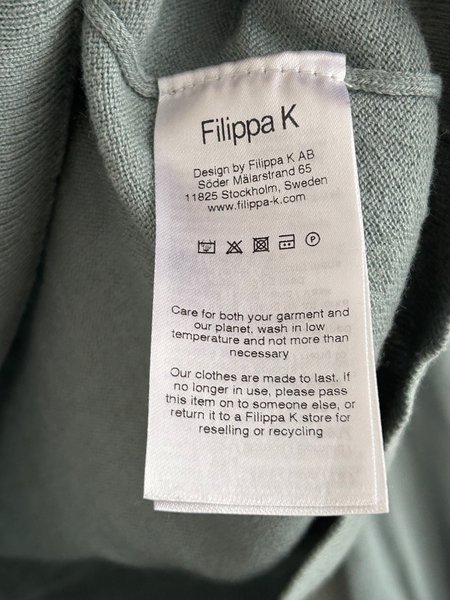 Filippa K
Design by Filippa K AB
Söder Mälarstrand 65
11825 Stockholm, Sweden
www.filippa-k.com
P
Care for both your garment and
our planet, wash in low
temperature and not more than
necessary
Our clothes are made to last. If
no longer in use, please pass
this item on to someone else, or
return it to a Filippa K store for
reselling or recycling